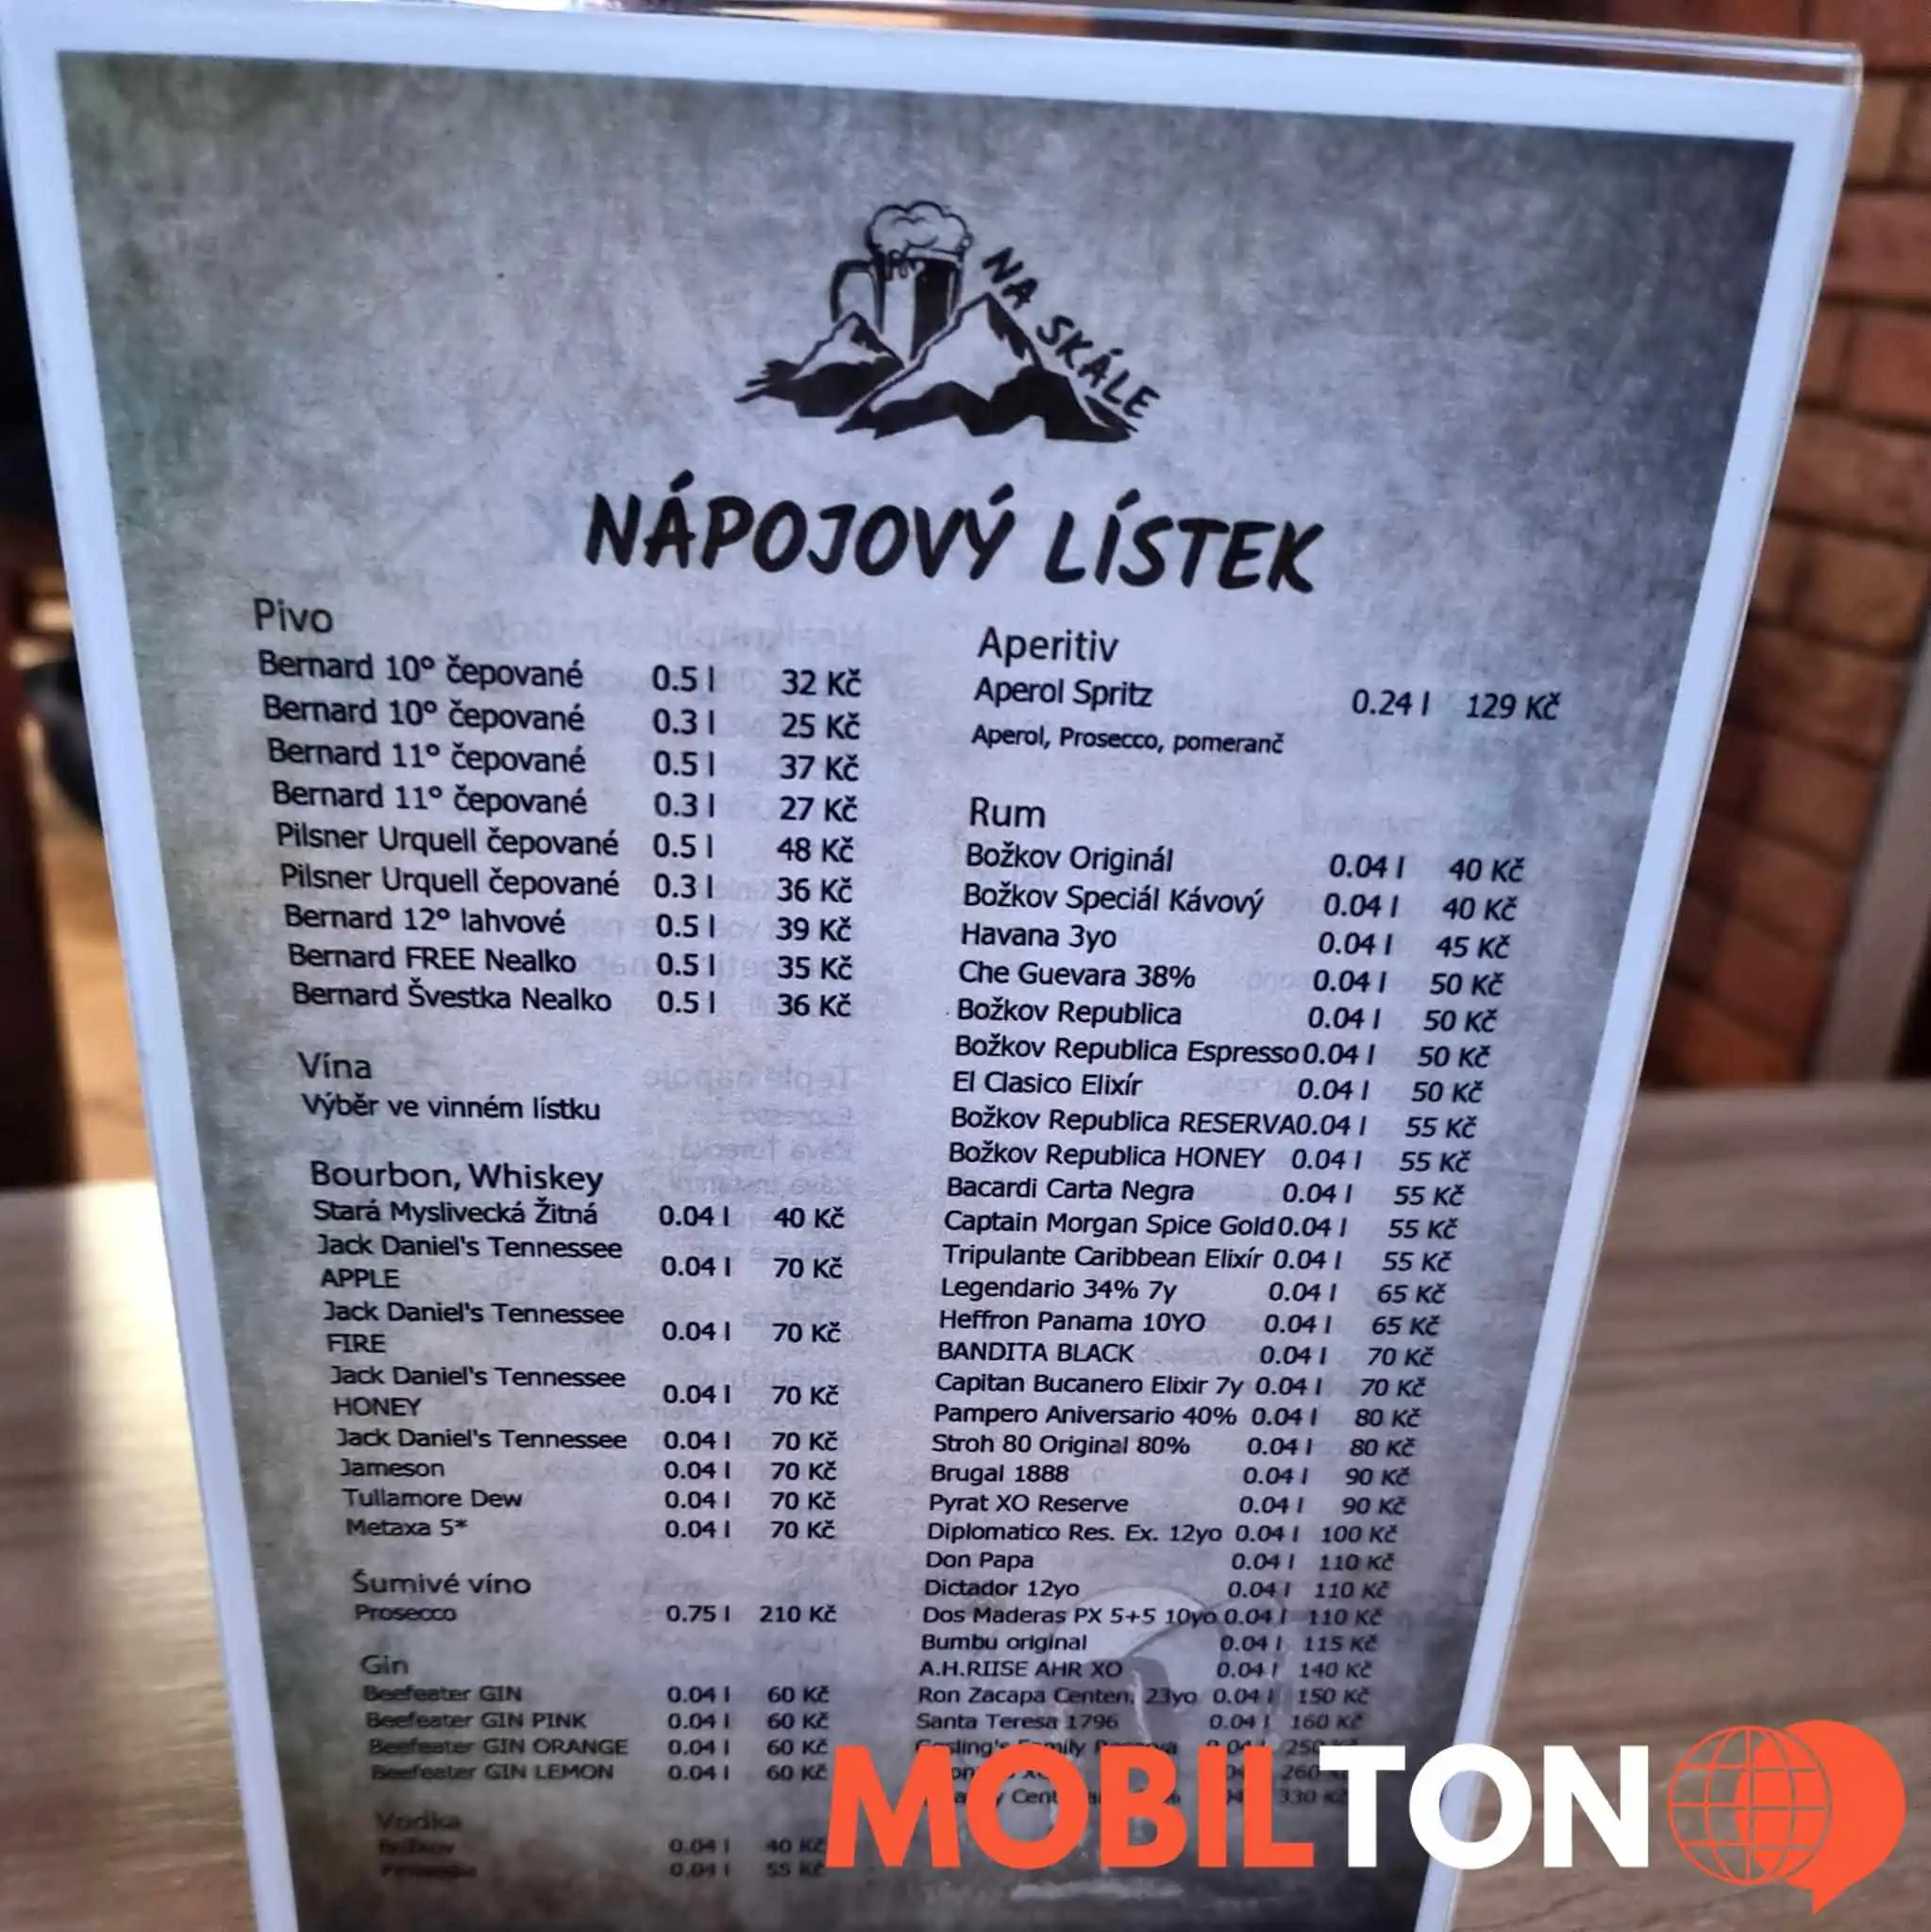 NA SKÁLE
NÁPOJOVÝ LÍSTEK
Pivo
Bernard 10° čepované 0.5 l 32 Kč
Bernard 10° čepované 0.3 l 25 Kč
Bernard 11° čepované 0.5 l 37 Kč
Bernard 11° čepované 0.3 l 27 Kč
Pilsner Urquell čepované 0.5 l 48 Kč
Pilsner Urquell čepované 0.3 l 36 Kč
Bernard 12° lahvové 0.5 l 39 Kč
Bernard FREE Nealko 0.5 l 35 Kč
Bernard Švestka Nealko 0.5 l 36 Kč
Vína
Výběr ve vinném lístku
Bourbon, Whiskey
Stará Myslivecká Žitná 0.04 l 40 Kč
Jack Daniel's Tennessee
APPLE 0.04 l 70 Kč
Jack Daniel's Tennessee
FIRE 0.04 l 70 Kč
Jack Daniel's Tennessee
HONEY 0.04 l 70 Kč
Jack Daniel's Tennessee 0.04 l 70 Kč
Jameson 0.04 l 70 Kč
Tullamore Dew 0.04 l 70 Kč
Metaxa 5* 0.04 l 70 Kč
Šumivé víno
Prosecco 0.75 l 210 Kč
Gin
Beefeater GIN 0.04 l 60 Kč
Beefeater GIN PINK 0.04 l 60 Kč
Beefeater GIN ORANGE 0.04 l 60 Kč
Beefeater GIN LEMON 0.04 l 60 Kč
Vodka
Božkov 0.04 l 40 Kč
Finlandia 0.04 l 55 Kč
Aperitiv
Aperol Spritz 0.24 l 129 Kč
Aperol, Prosecco, pomeranč
Rum
Božkov Originál 0.04 l 40 Kč
Božkov Speciál Kávový 0.04 l 40 Kč
Havana 3yo 0.04 l 45 Kč
Che Guevara 38% 0.04 l 50 Kč
Božkov Republica 0.04 l 50 Kč
Božkov Republica Espresso 0.04 l 50 Kč
El Clasico Elixír 0.04 l 50 Kč
Božkov Republica RESERVA 0.04 l 55 Kč
Božkov Republica HONEY 0.04 l 55 Kč
Bacardi Carta Negra 0.04 l 55 Kč
Captain Morgan Spice Gold 0.04 l 55 Kč
Tripulante Caribbean Elixír 0.04 l 55 Kč
Legendario 34% 7y 0.04 l 65 Kč
Heffron Panama 10YO 0.04 l 65 Kč
BANDITA BLACK 0.04 l 70 Kč
Capitan Bucanero Elixir 7y 0.04 l 70 Kč
Pampero Aniversario 40% 0.04 l 80 Kč
Stroh 80 Original 80% 0.04 l 80 Kč
Brugal 1888 0.04 l 90 Kč
Pyrat XO Reserve 0.04 l 90 Kč
Diplomatico Res. Ex. 12yo 0.04 l 100 Kč
Don Papa 0.04 l 110 Kč
Dictador 12yo 0.04 l 110 Kč
Dos Maderas PX 5+5 10yo 0.04 l 110 Kč
Bumbu original 0.04 l 115 Kč
A.H.RIISE AHR XO 0.04 l 140 Kč
Ron Zacapa Centen. 23yo 0.04 l 150 Kč
Santa Teresa 1796 0.04 l 160 Kč
Family 250
260
330 Kč
MOBILTON